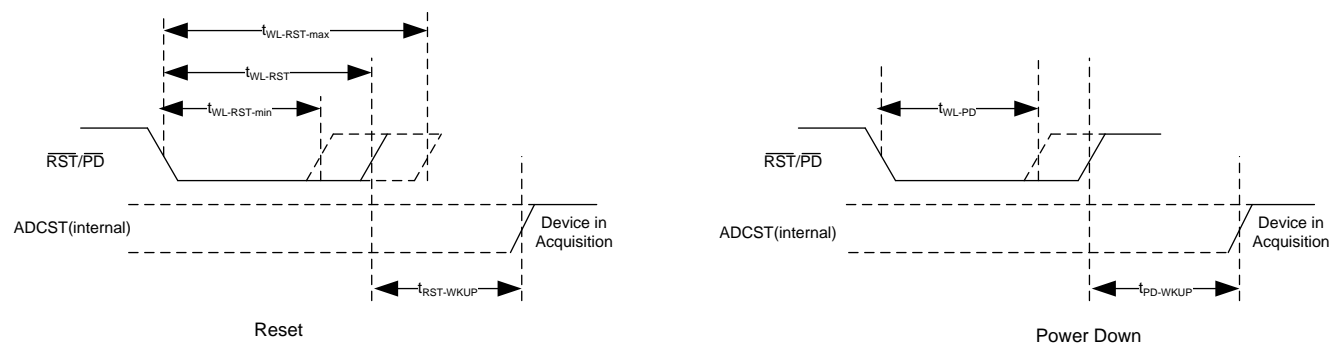 tWL-RST-max
tWL-RST
tWL-RST-min
RST/PD
ADCST(internal)
Device in
Acquisition
tRST-WKUP
Reset
tWL-PD
RST/PD
ADCST(internal)
Device in
Acquisition
tPD-WKUP
Power Down